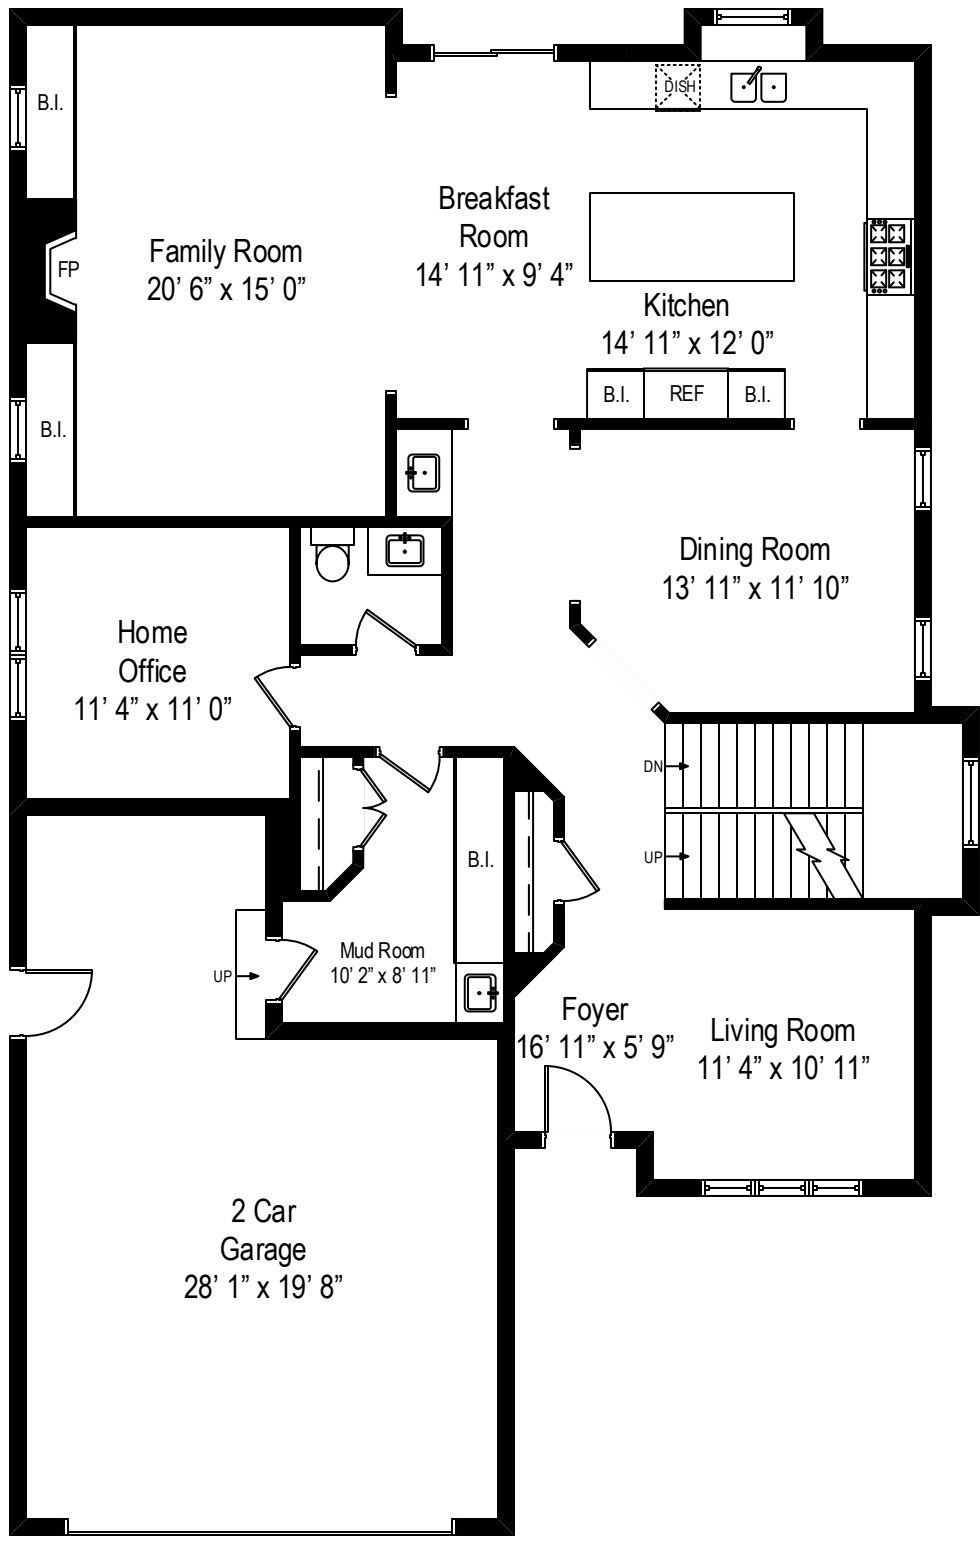 B.I.
DISH
Breakfast
Room
14’ 11” x 9’ 4”
Family Room
20’ 6” x 15’ 0”
FP
Kitchen
14’ 11” x 12’ 0”
B.I.
REF
B.I.
B.I.
Dining Room
13’ 11” x 11’ 10”
Home
Office
11’ 4” x 11’ 0”
DN
UP
B.I.
Mud Room
10’ 2” x 8’ 11”
UP
Foyer
16’ 11” x 5’ 9”
Living Room
11’ 4” x 10’ 11”
2 Car
Garage
28’ 1” x 19’ 8”